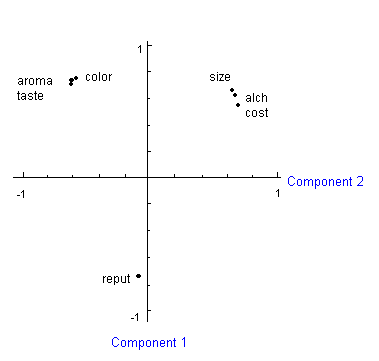 1
color
size
aroma
taste
alch
cost
Component 2
-1
1
reput
-1
Component 1